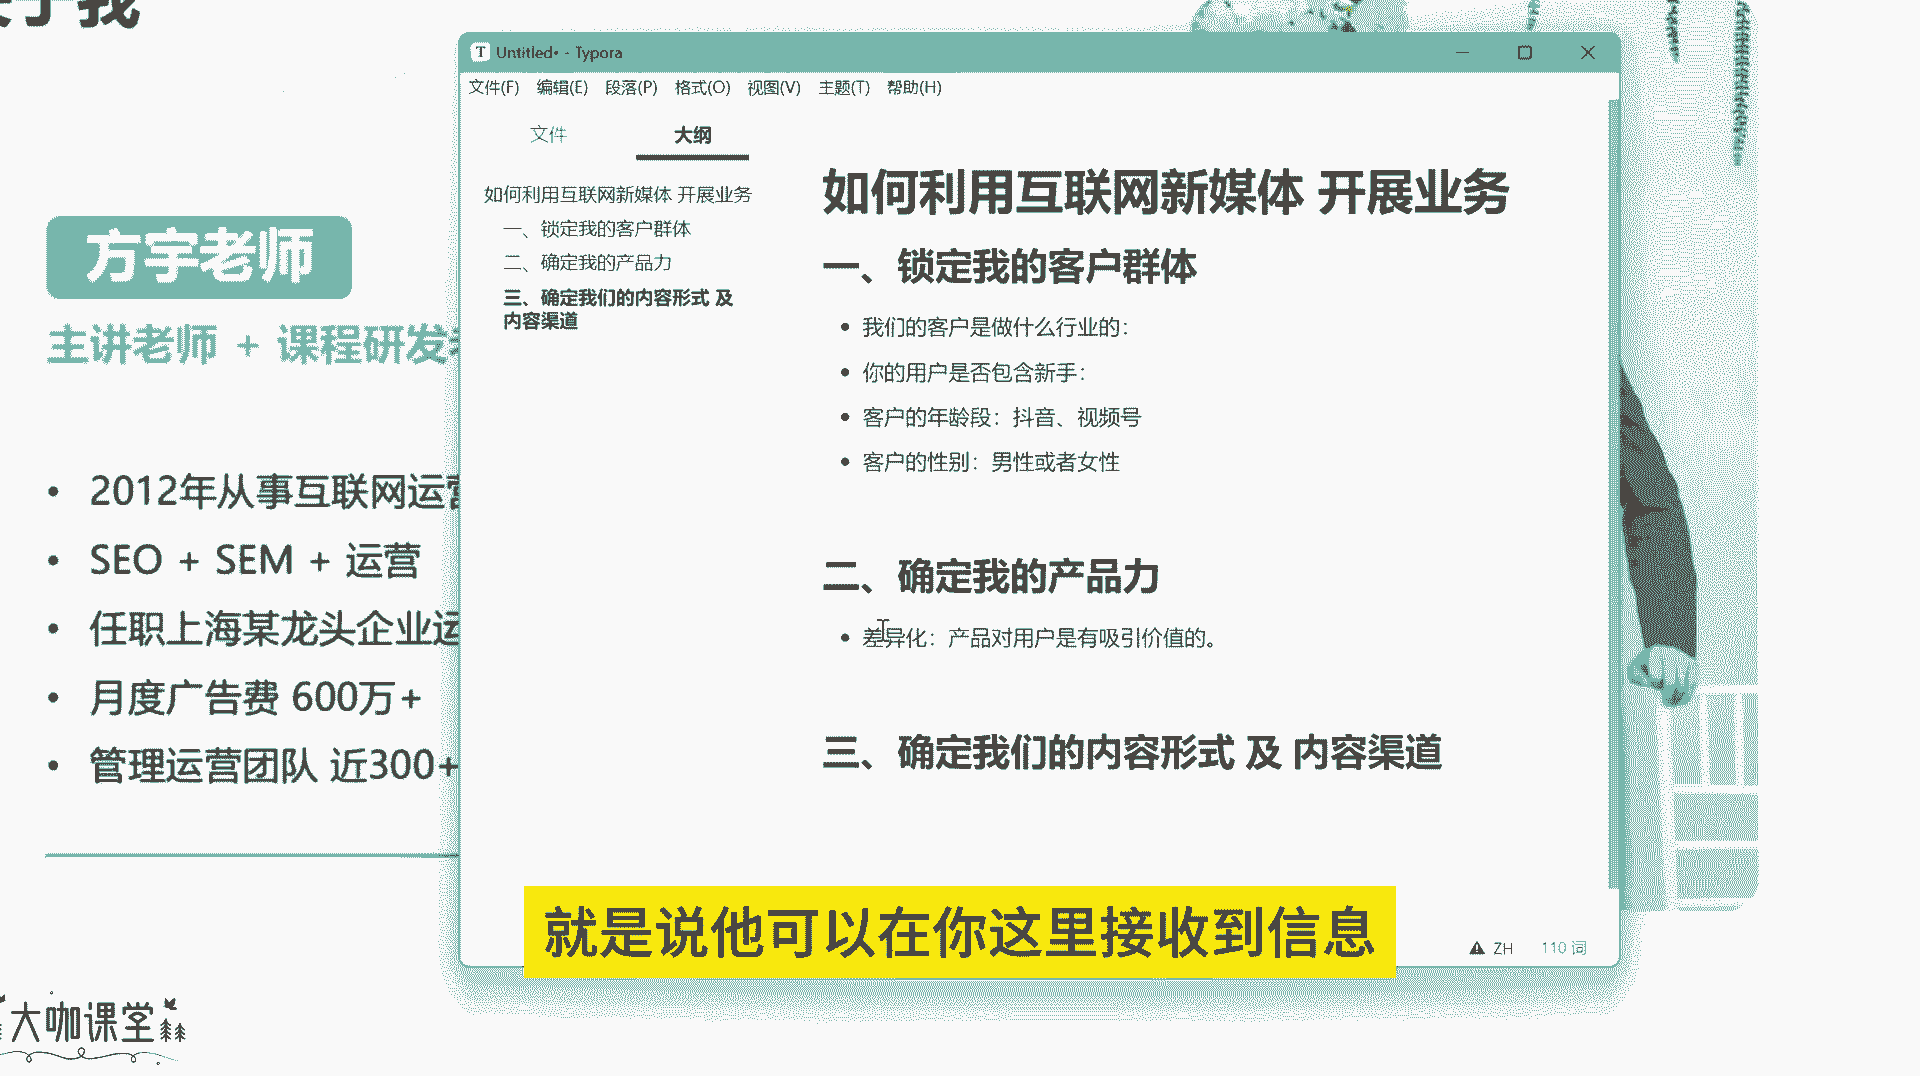 于我
方宇老师
主讲老师 + 课程研发
• 2012年从事互联网运营
• SEO + SEM + 运营
• 任职上海某龙头企业运
• 月度广告费 600万+
• 管理运营团队 近300+
大咖课堂
Untitled• - Typora
文件(F) 编辑(E) 段落(P) 格式(O) 视图(V) 主题(T) 帮助(H)
文件 大纲
如何利用互联网新媒体 开展业务
一、锁定我的客户群体
二、确定我的产品力
三、确定我们的内容形式 及
内容渠道
如何利用互联网新媒体 开展业务
一、锁定我的客户群体
• 我们的客户是做什么行业的：
• 你的用户是否包含新手：
• 客户的年龄段：抖音、视频号
• 客户的性别：男性或者女性
二、确定我的产品力
• 差异化：产品对用户是有吸引价值的。
三、确定我们的内容形式 及 内容渠道
就是说他可以在你这里接收到信息
ZH 110 词